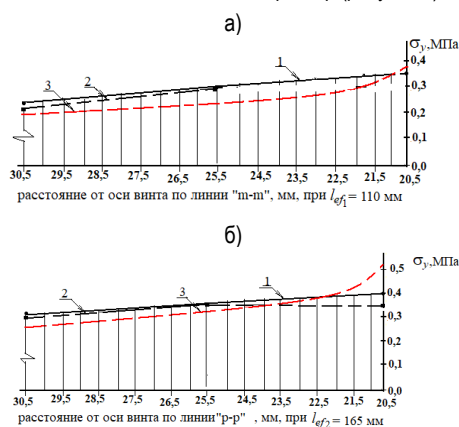 а)
σy,МПа
1
0,4
3
2
0,3
0,2
0,1
0,0
30,5 29,5 28,5 27,5 26,5 25,5 24,5 23,5 22,5 21,5 20,5
расстояние от оси винта по линии "m-m", мм, при lef1 = 110 мм
б)
σy,МПа
0,5
1
0,4
2
3
0,3
0,2
0,1
0,0
30,5 29,5 28,5 27,5 26,5 25,5 24,5 23,5 22,5 21,5 20,5
расстояние от оси винта по линии"p-p" , мм, при lef2 = 165 мм